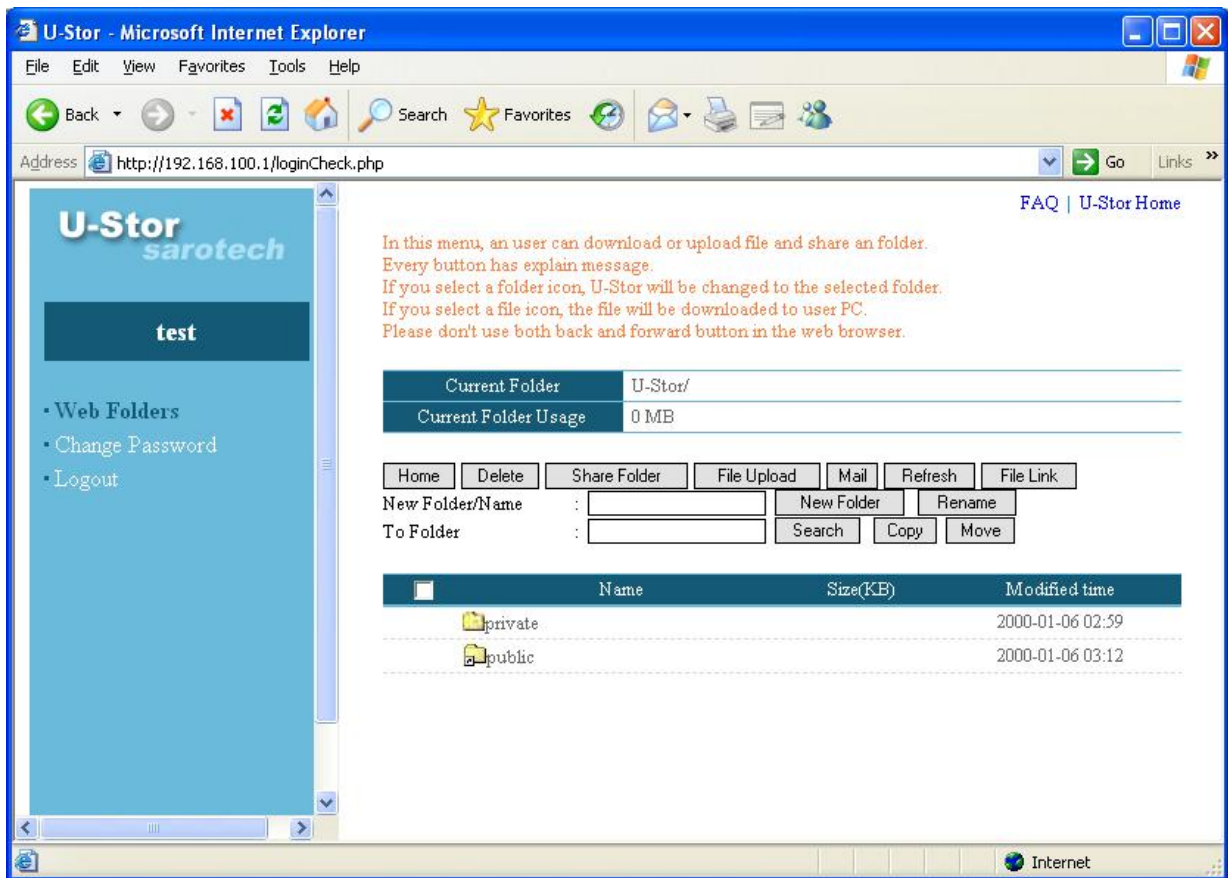 U-Stor - Microsoft Internet Explorer
File Edit View Favorites Tools Help
Back Search Favorites
Address http://192.168.100.1/loginCheck.php Go Links »
U-Stor
sarotech
test
Web Folders
Change Password
Logout
FAQ | U-Stor Home
In this menu, an user can download or upload file and share an folder.
Every button has explain message.
If you select a folder icon, U-Stor will be changed to the selected folder.
If you select a file icon, the file will be downloaded to user PC.
Please don't use both back and forward button in the web browser.
Current Folder U-Stor/
Current Folder Usage 0 MB
Home Delete Share Folder File Upload Mail Refresh File Link
New Folder/Name : New Folder Rename
To Folder : Search Copy Move
Name Size(KB) Modified time
private 2000-01-06 02:59
public 2000-01-06 03:12
Internet